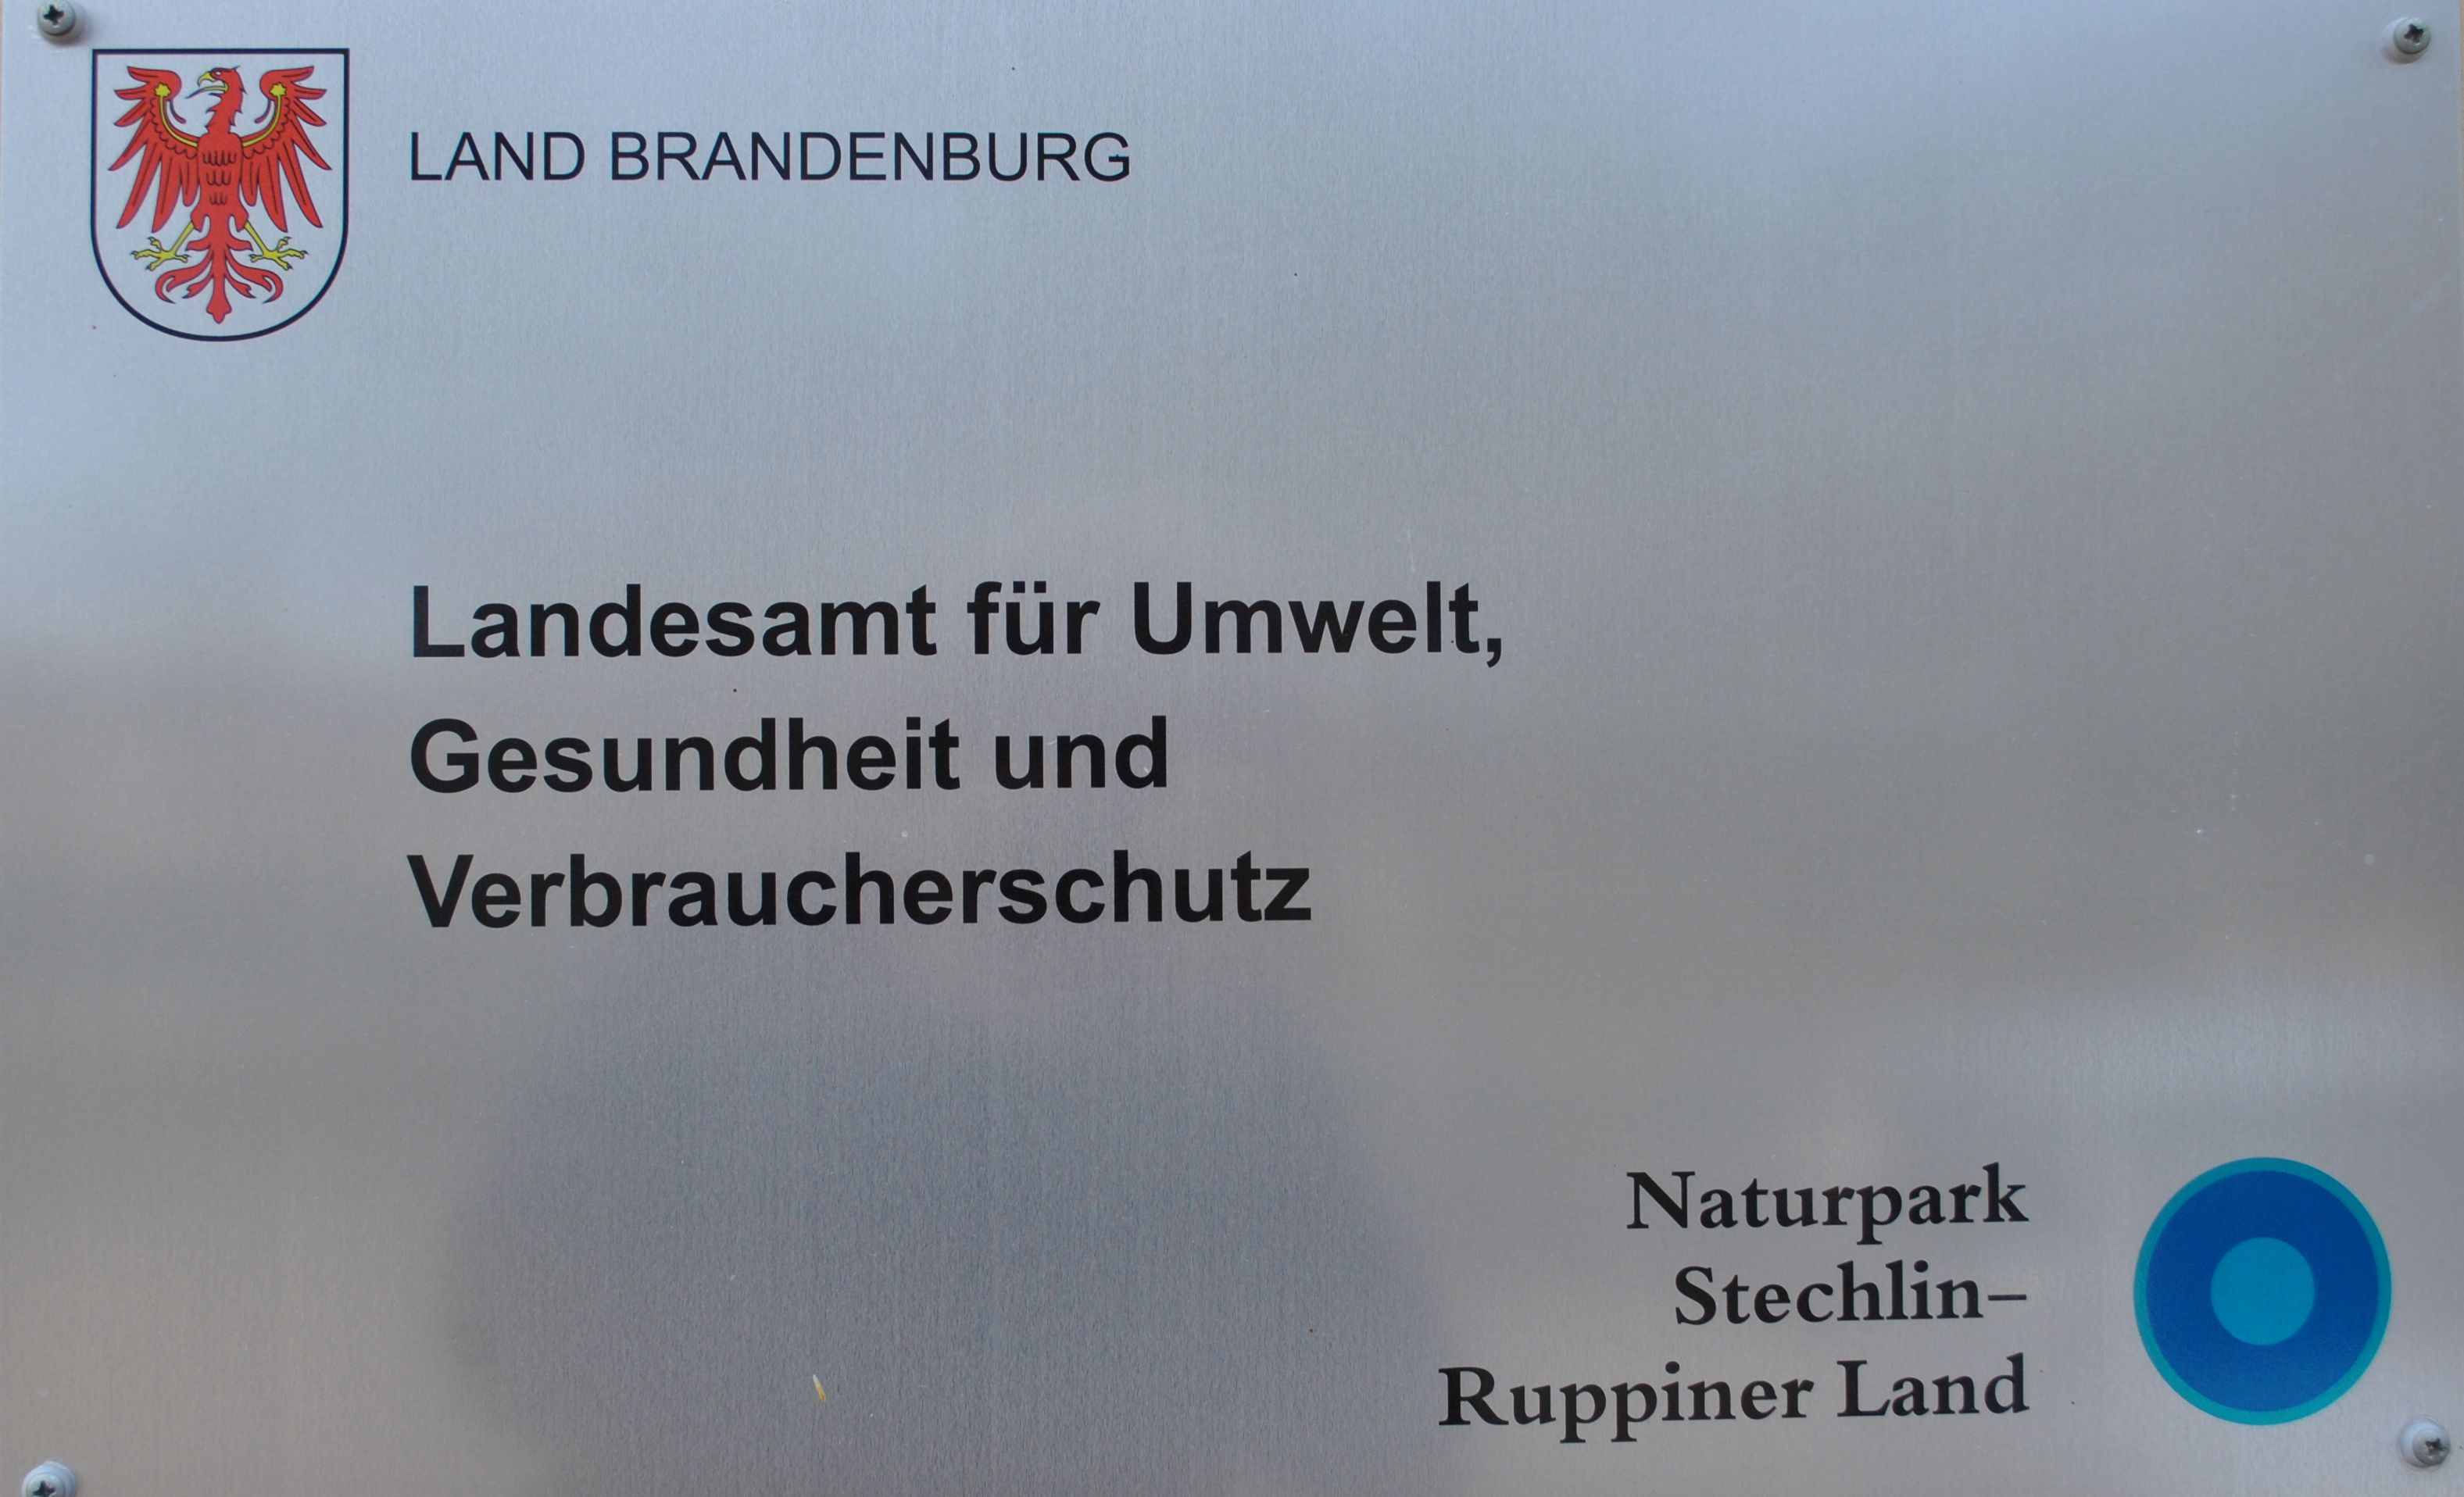 LAND BRANDENBURG
Landesamt für Umwelt,
Gesundheit und
Verbraucherschutz
Naturpark
Stechlin–
Ruppiner Land